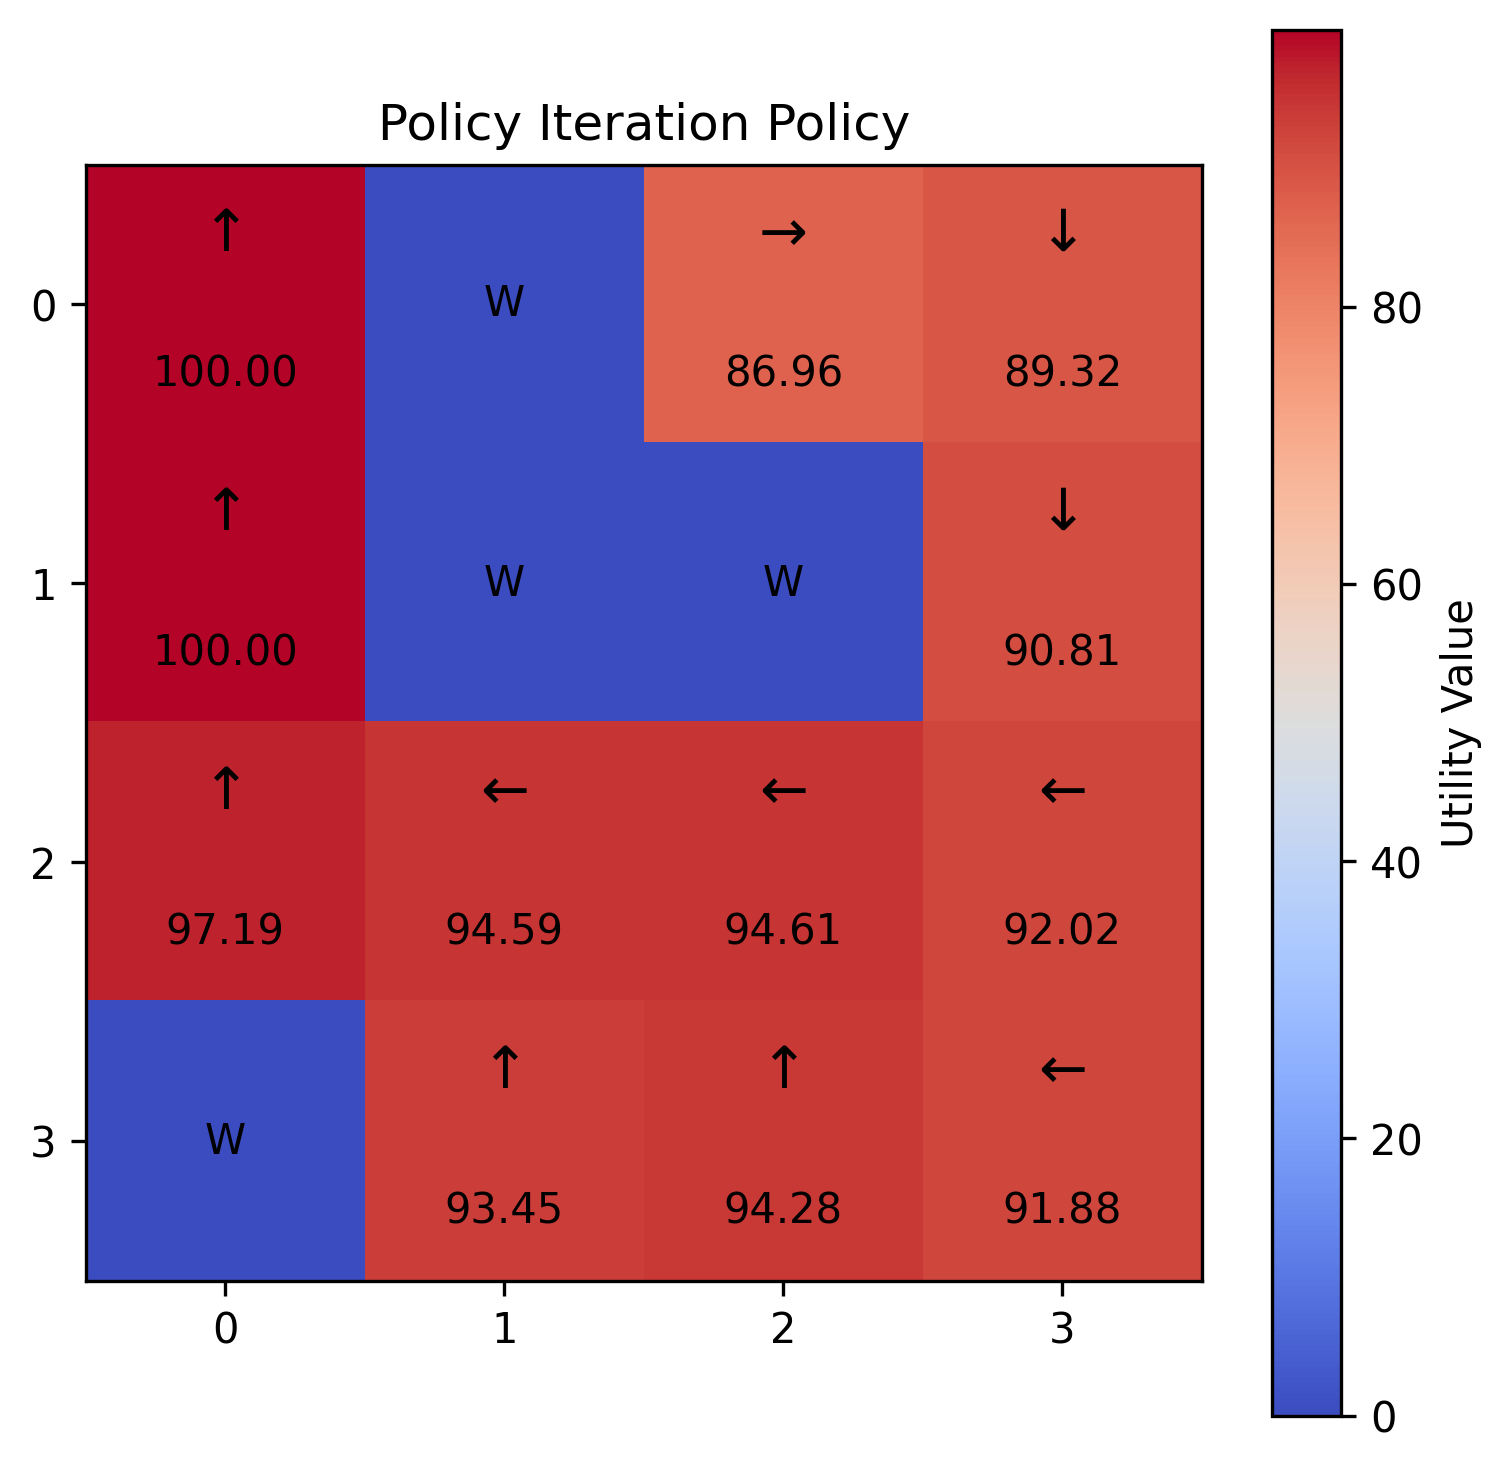 Policy Iteration Policy
↑ → ↓
0 W 80
100.00 86.96 89.32
↑ ↓
1 W W 60
100.00 90.81
Utility Value
↑ ← ← ←
2 40
97.19 94.59 94.61 92.02
↑ ↑ ←
3 W 20
93.45 94.28 91.88
0 1 2 3
0